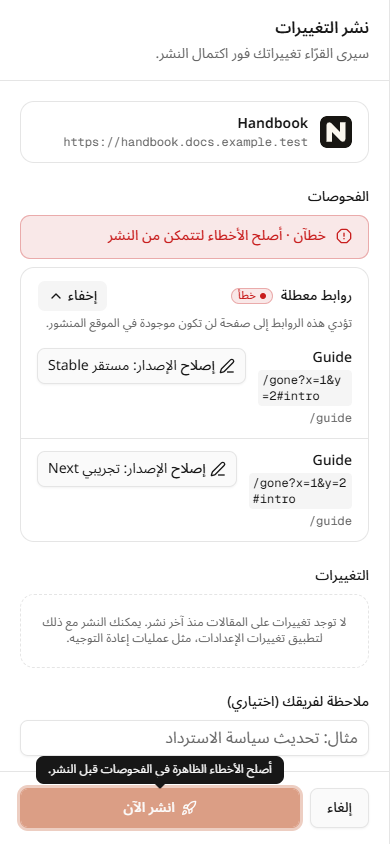 نشر التغييرات
سيرى القرّاء تغييراتك فور اكتمال النشر.
N
Handbook
https://handbook.docs.example.test
الفحوصات
خطآن · أصلح الأخطاء لتتمكن من النشر
روابط معطلة
خطأ
إخفاء
تؤدي هذه الروابط إلى صفحة لن تكون موجودة في الموقع المنشور.
Guide
/gone?x=1&y
=2#intro
/guide
إصلاح الإصدار: مستقر Stable
Guide
/gone?x=1&y=2
#intro
/guide
إصلاح الإصدار: تجريبي Next
التغييرات
لا توجد تغييرات على المقالات منذ آخر نشر. يمكنك النشر مع ذلك
لتطبيق تغييرات الإعدادات، مثل عمليات إعادة التوجيه.
ملاحظة لفريقك (اختياري)
مثال: تحديث سياسة الاسترداد
أصلح الأخطاء الظاهرة في الفحوصات قبل النشر.
إلغاء
انشر الآن